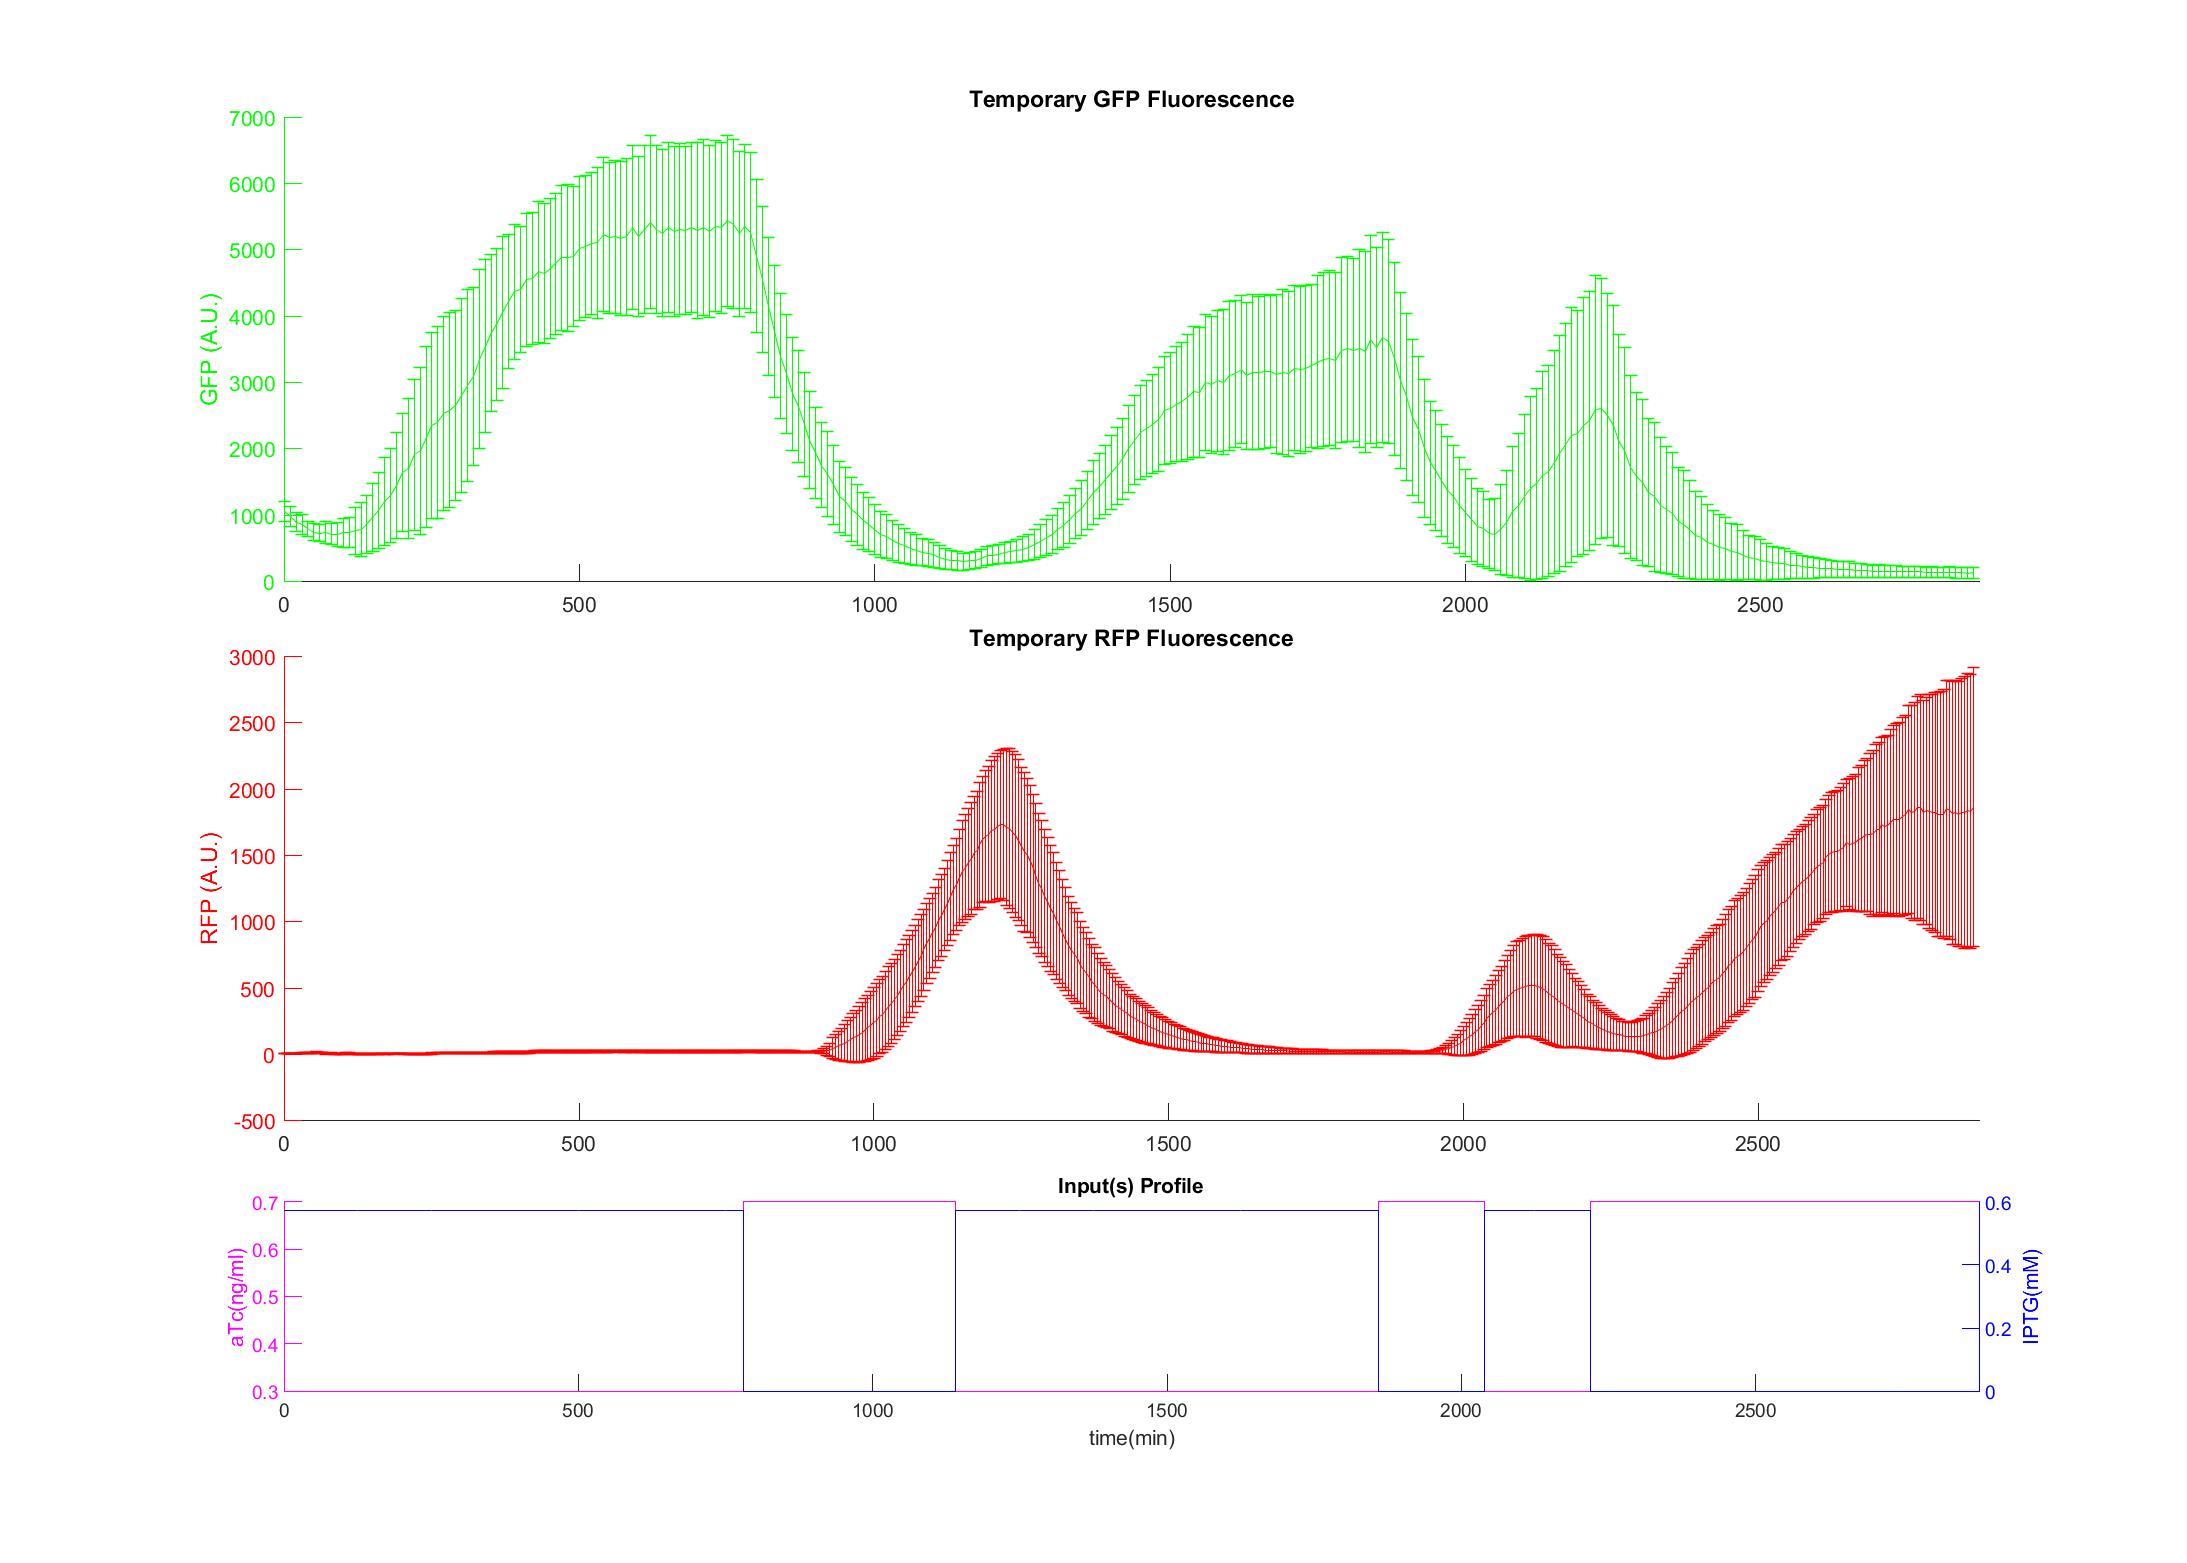 Temporary GFP Fluorescence
7000
6000
5000
4000
3000
2000
1000
0
GFP (A.U.)
0 500 1000 1500 2000 2500
Temporary RFP Fluorescence
3000
2500
2000
1500
1000
500
0
-500
RFP (A.U.)
0 500 1000 1500 2000 2500
Input(s) Profile
0.7
0.6
0.5
0.4
0.3
aTc(ng/ml)
0.6
0.4
0.2
0
IPTG(mM)
0 500 1000 1500 2000 2500
time(min)